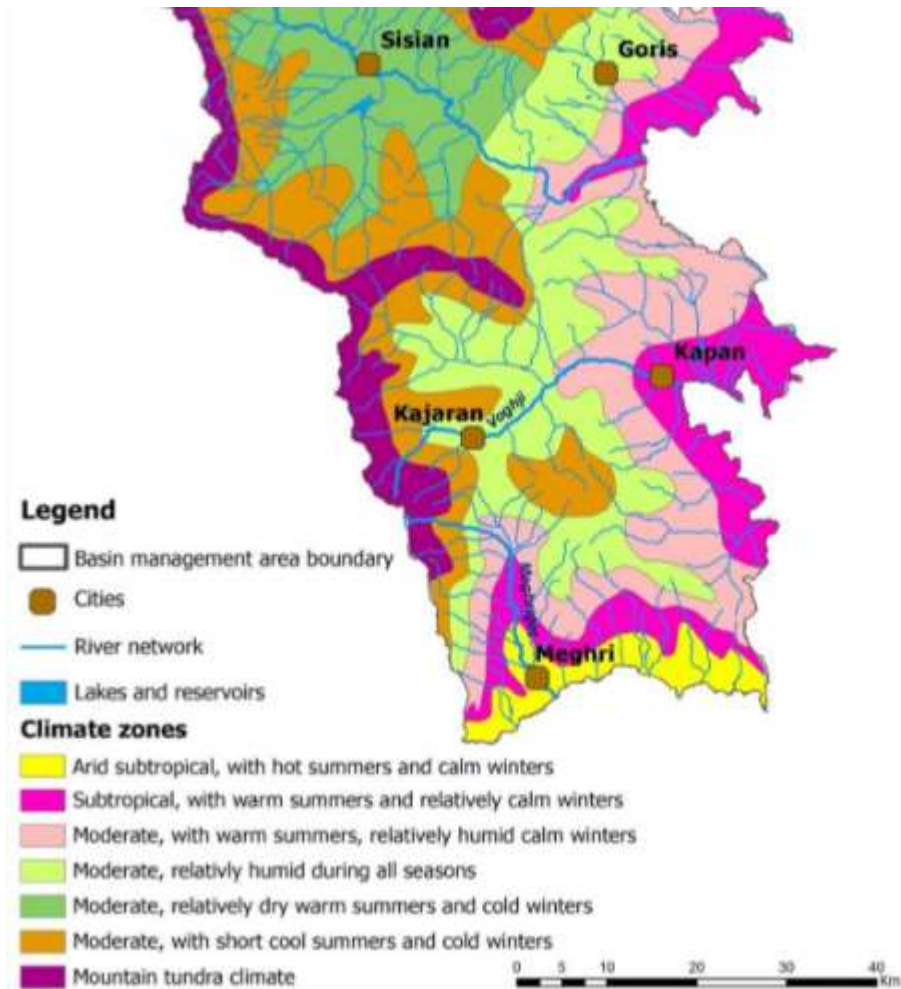 Sisian
Goris
Kapan
Kajaran
Voghji
Meghri
Legend
Basin management area boundary
Cities
River network
Lakes and reservoirs
Climate zones
Arid subtropical, with hot summers and calm winters
Subtropical, with warm summers and relatively calm winters
Moderate, with warm summers, relatively humid calm winters
Moderate, relativly humid during all seasons
Moderate, relatively dry warm summers and cold winters
Moderate, with short cool summers and cold winters
Mountain tundra climate
0 5 10 20 30 40
Km